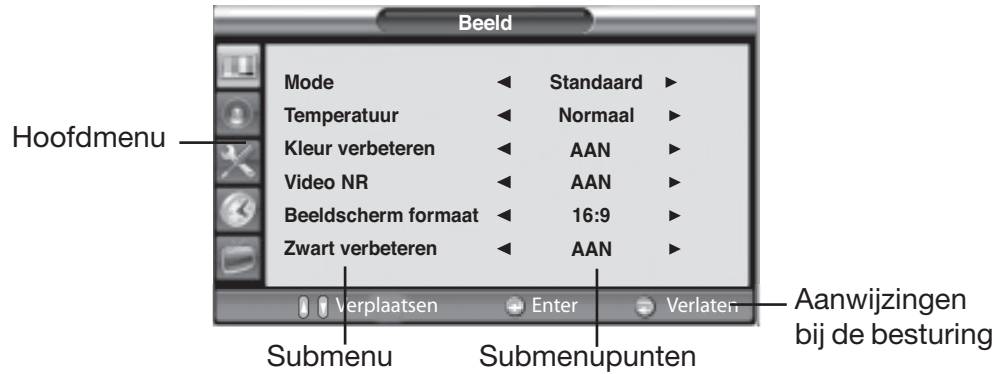 Beeld
Mode ◄ Standaard ►
Temperatuur ◄ Normaal ►
Hoofdmenu
Kleur verbeteren ◄ AAN ►
Video NR ◄ AAN ►
Beeldscherm formaat ◄ 16:9 ►
Zwart verbeteren ◄ AAN ►
Verplaatsen Enter Verlaten
Aanwijzingen
bij de besturing
Submenu Submenupunten